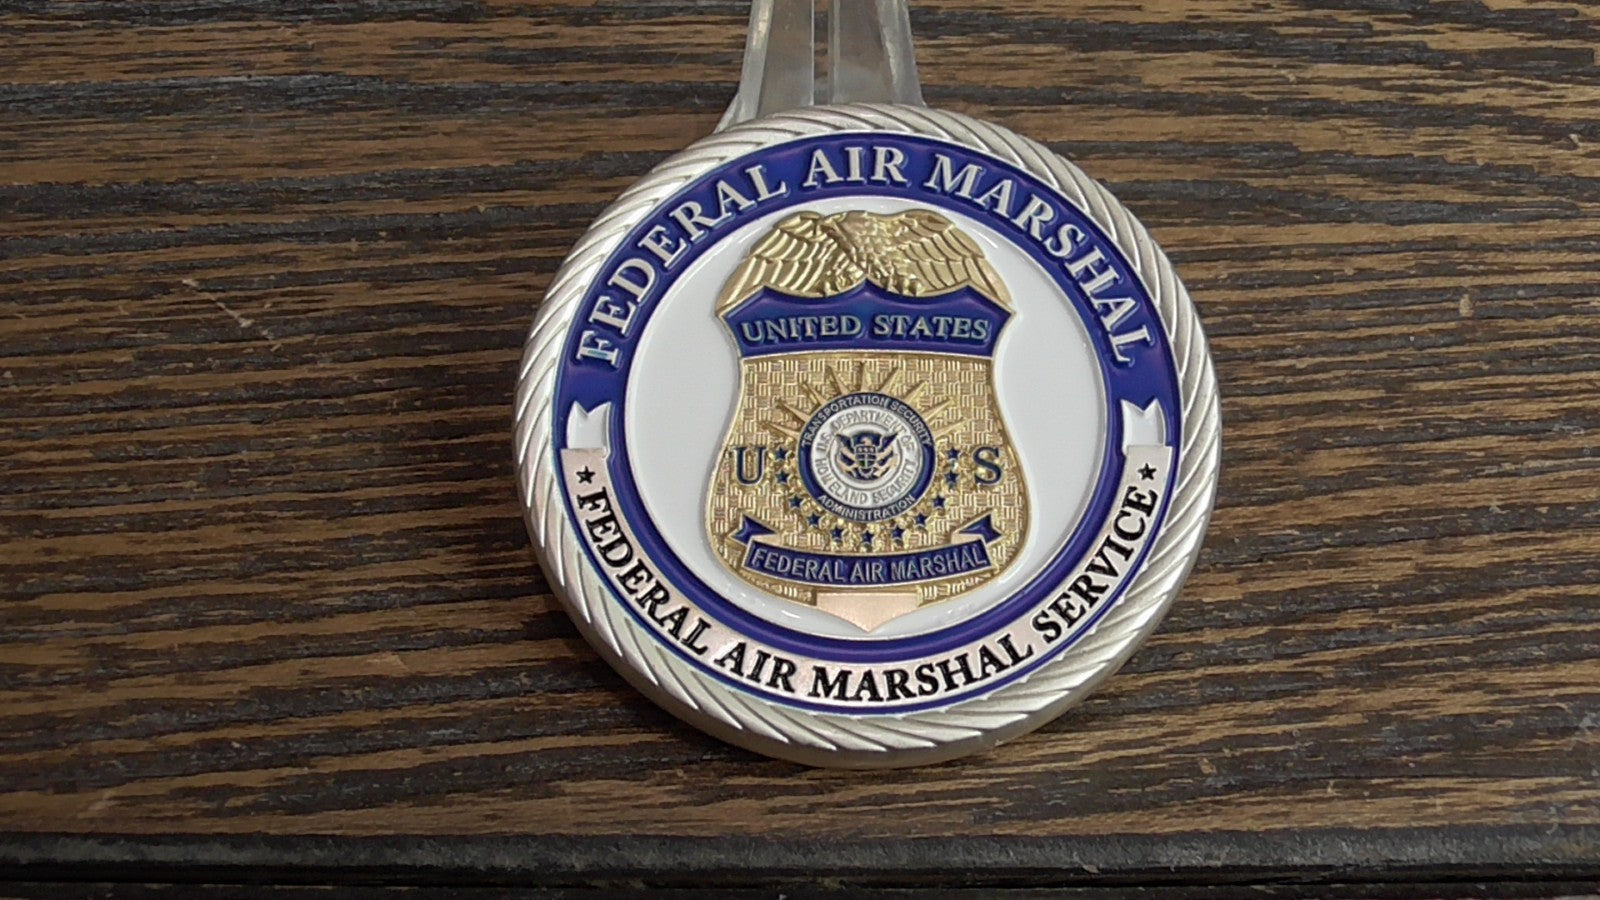 FEDERAL AIR MARSHAL
UNITED STATES
TRANSPORTATION SECURITY
U.S. DEPARTMENT OF
U S
HOMELAND SECURITY
ADMINISTRATION
FEDERAL AIR MARSHAL
FEDERAL AIR MARSHAL SERVICE